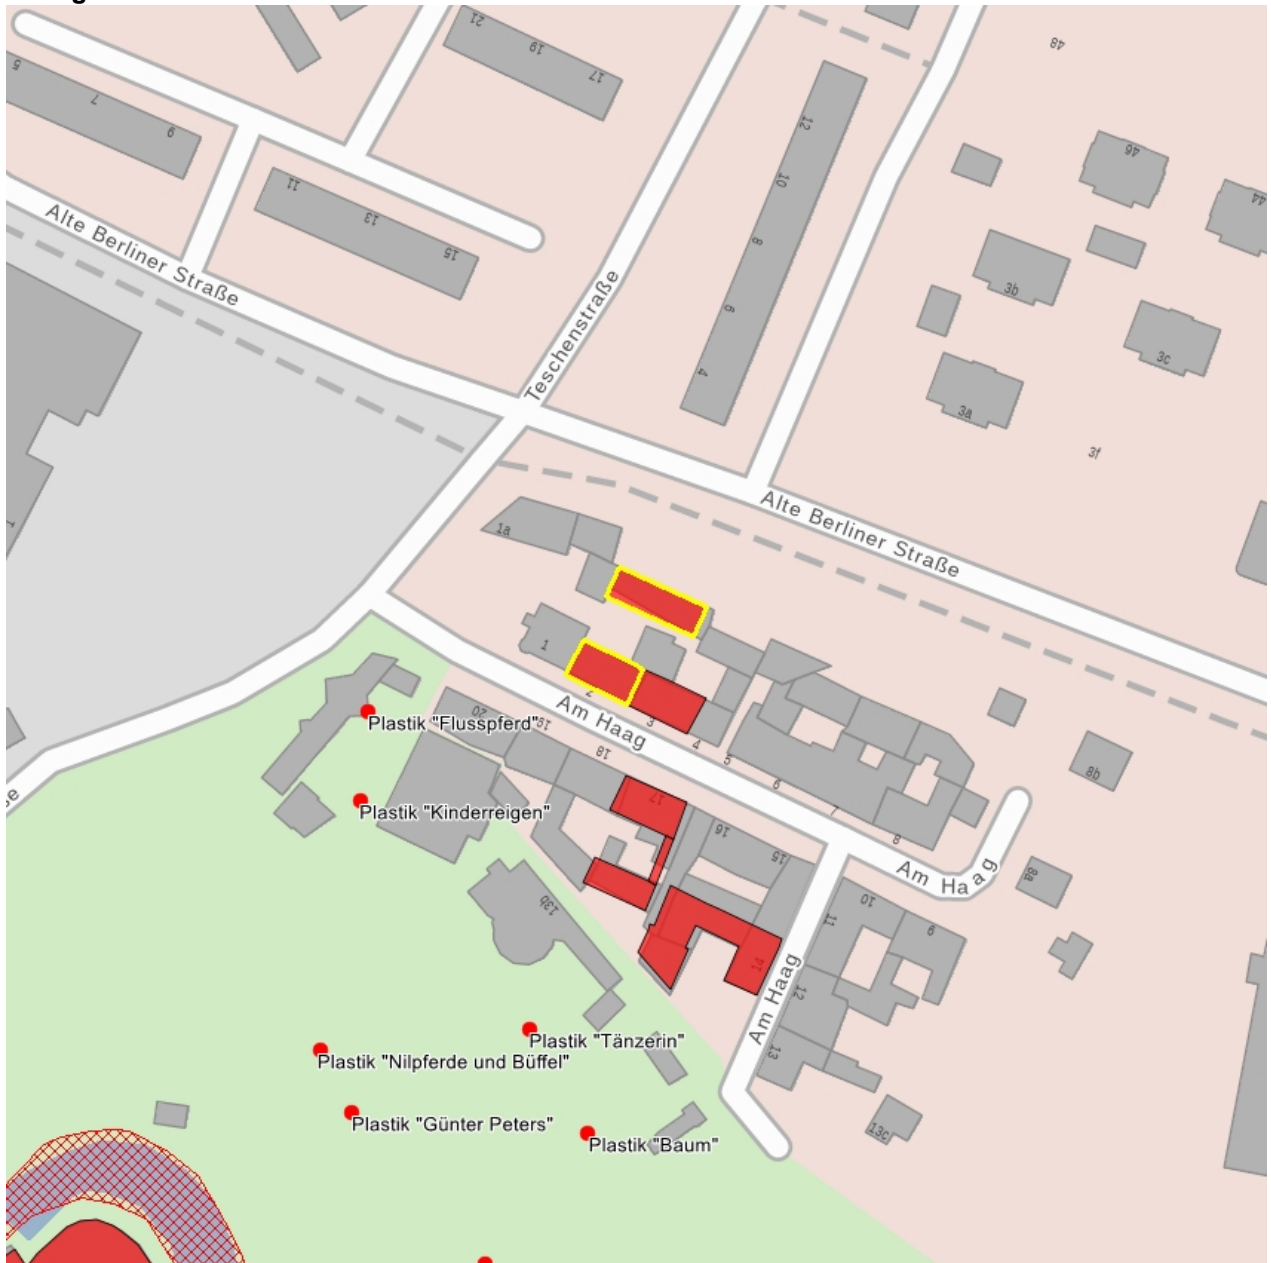 21
19
17
48
5
7
9
12
46
11
10
44
13
15
8
Alte Berliner Straße
3b
6
Teschenstraße
3c
4
3a
3f
Alte Berliner Straße
1a
1
2
Am Haag
3
4
5
6
7
8
20
19
18
17
16
15
Plastik "Flusspferd"
8b
Plastik "Kinderreigen"
Am Haag
8a
13b
10
9
11
14
Am Haag
12
Plastik "Tänzerin"
13
Plastik "Nilpferde und Büffel"
Plastik "Günter Peters"
Plastik "Baum"
13c